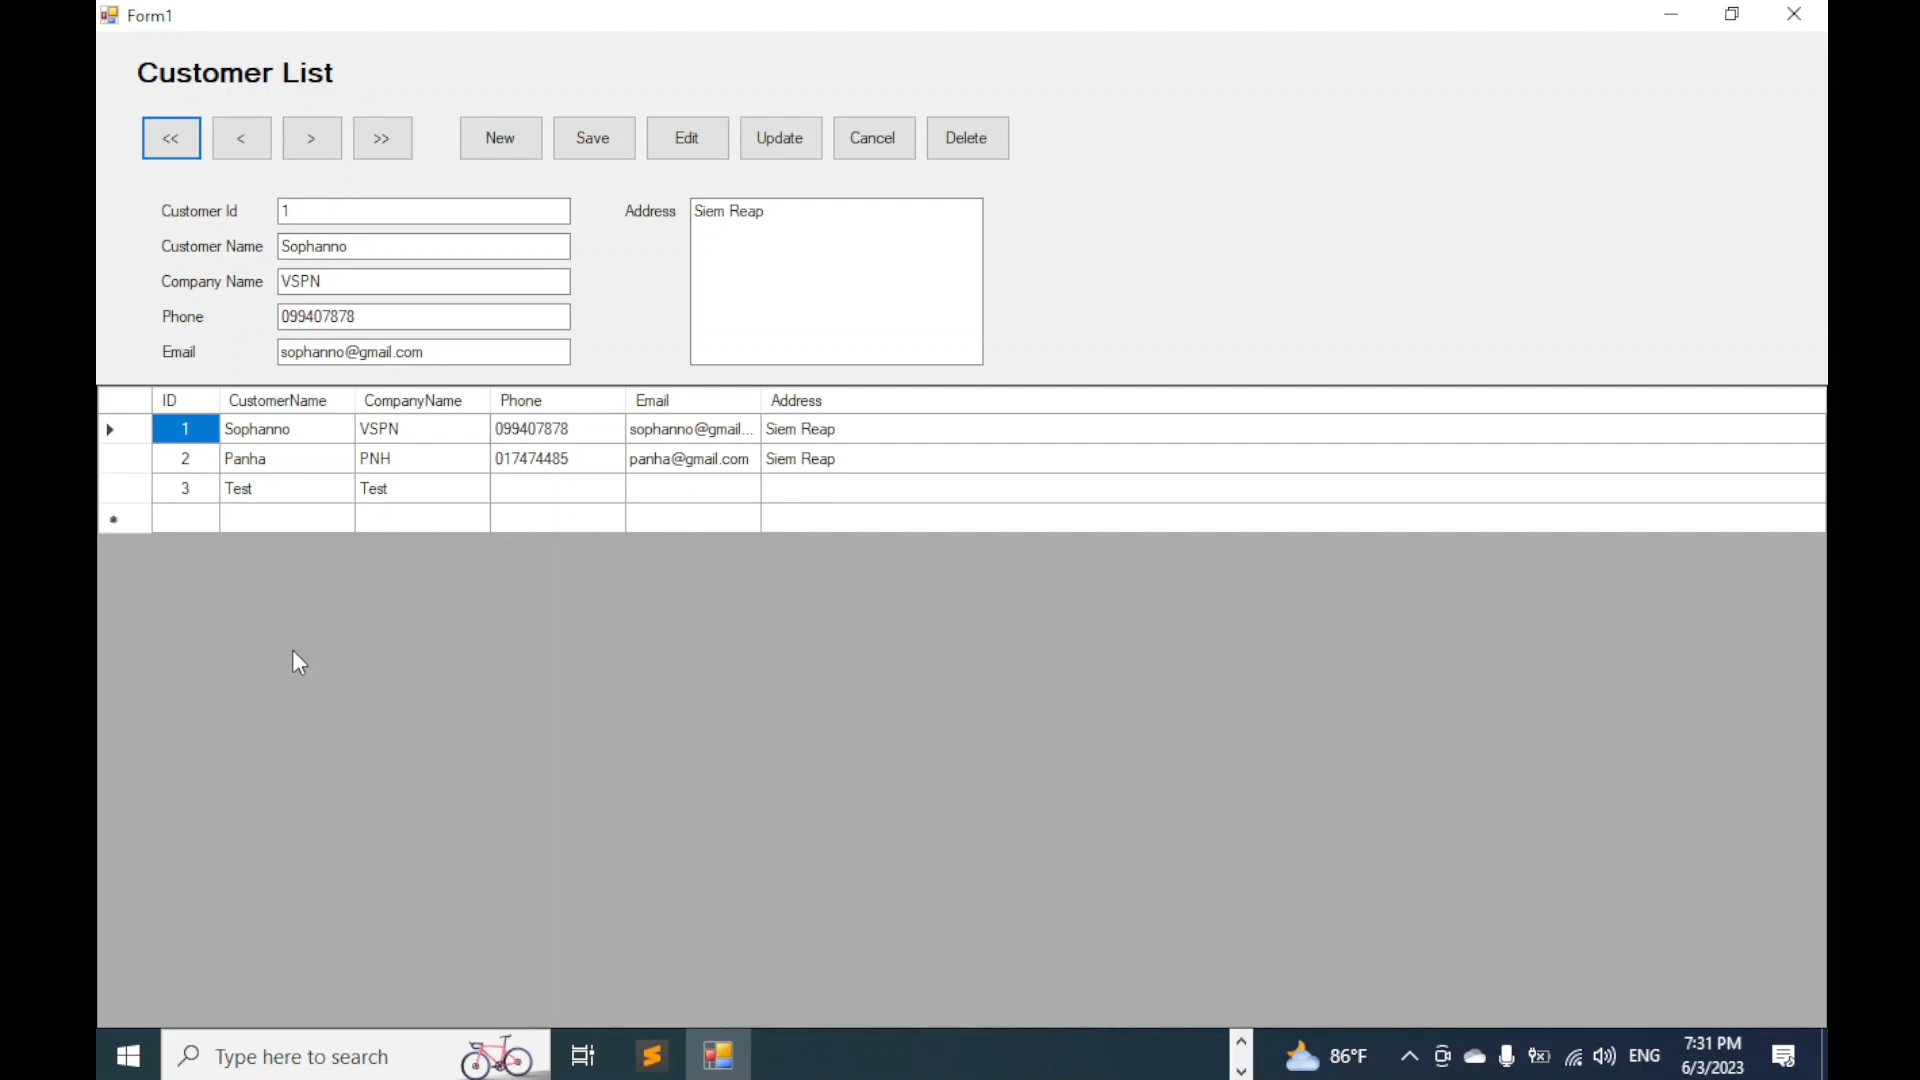 Form1
Customer List
<< < > >> New Save Edit Update Cancel Delete
Customer Id 1 Address Siem Reap
Customer Name Sophanno
Company Name VSPN
Phone 099407878
Email sophanno@gmail.com
ID CustomerName CompanyName Phone Email Address
1 Sophanno VSPN 099407878 sophanno@gmail... Siem Reap
2 Panha PNH 017474485 panha@gmail.com Siem Reap
3 Test Test
Type here to search 86°F ENG 7:31 PM
6/3/2023